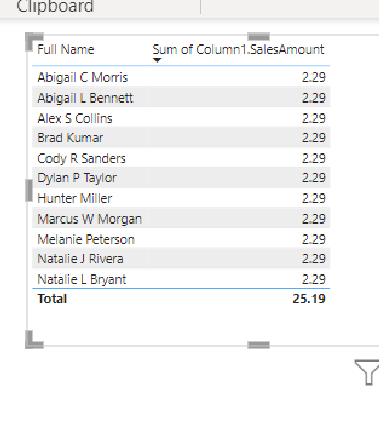 Clipboard
Full Name Sum of Column1.SalesAmount
Abigail C Morris 2.29
Abigail L Bennett 2.29
Alex S Collins 2.29
Brad Kumar 2.29
Cody R Sanders 2.29
Dylan P Taylor 2.29
Hunter Miller 2.29
Marcus W Morgan 2.29
Melanie Peterson 2.29
Natalie J Rivera 2.29
Natalie L Bryant 2.29
Total 25.19